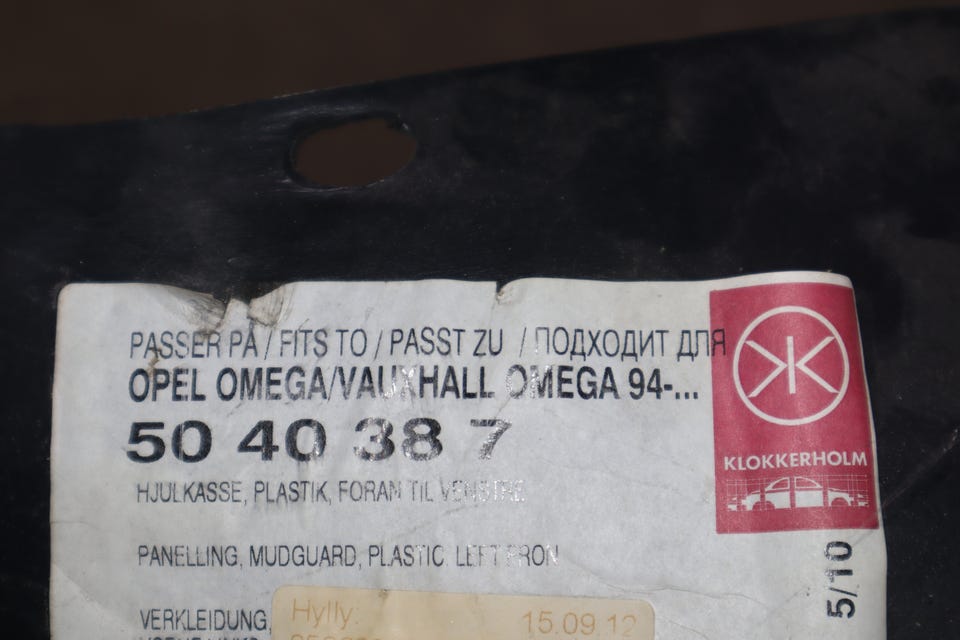 PASSER PÅ / FITS TO / PASST ZU / ПОДХОДИТ ДЛЯ
OPEL OMEGA/VAUXHALL OMEGA 94-...
50 40 38 7
HJULKASSE, PLASTIK, FORAN TIL VENSTRE
PANELLING, MUDGUARD, PLASTIC, LEFT FRON
VERKLEIDUNG,
Hylly:
15.09.12
KLOKKERHOLM
5/10